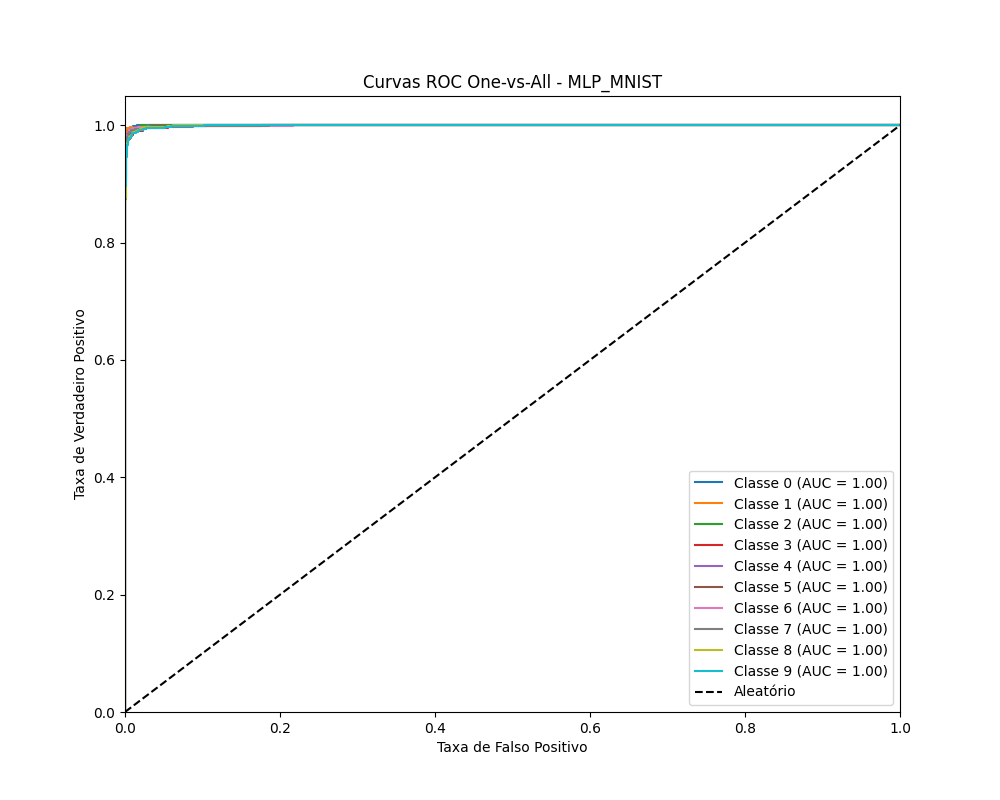 Curvas ROC One-vs-All - MLP_MNIST
1.0
0.8
0.6
0.4
0.2
0.0
Taxa de Verdadeiro Positivo
0.0 0.2 0.4 0.6 0.8 1.0
Taxa de Falso Positivo
Classe 0 (AUC = 1.00)
Classe 1 (AUC = 1.00)
Classe 2 (AUC = 1.00)
Classe 3 (AUC = 1.00)
Classe 4 (AUC = 1.00)
Classe 5 (AUC = 1.00)
Classe 6 (AUC = 1.00)
Classe 7 (AUC = 1.00)
Classe 8 (AUC = 1.00)
Classe 9 (AUC = 1.00)
Aleatório